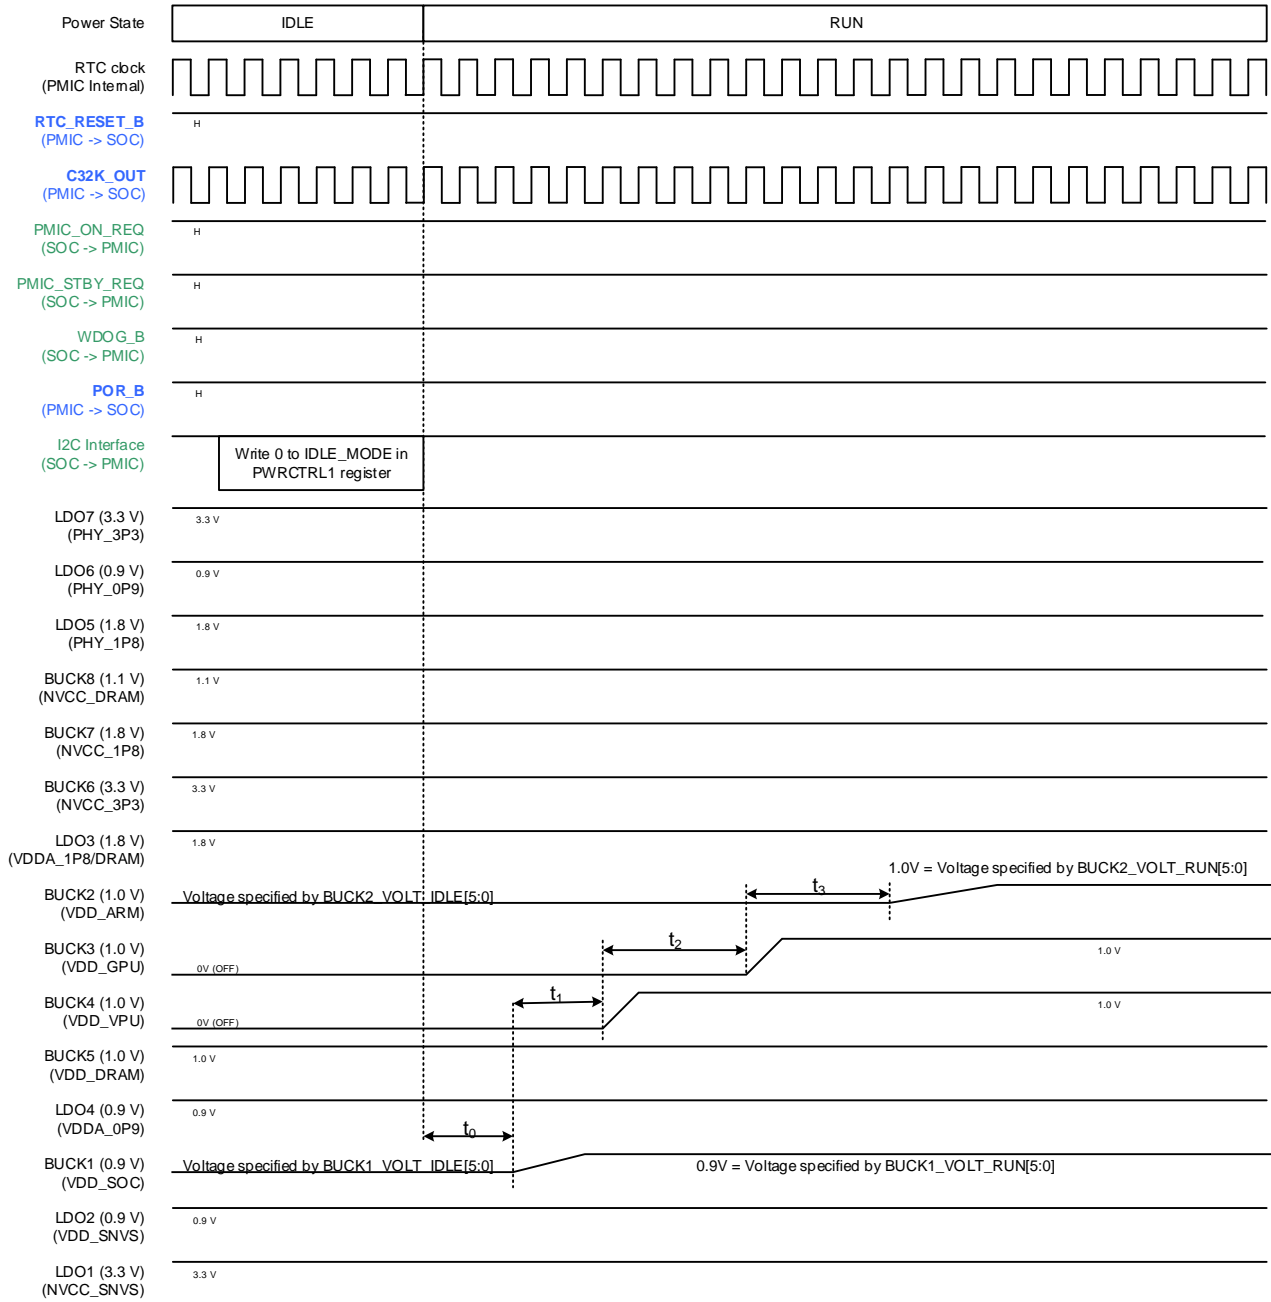 Power State
IDLE
RUN
RTC clock
(PMIC Internal)
RTC_RESET_B
(PMIC -> SOC)
H
C32K_OUT
(PMIC -> SOC)
PMIC_ON_REQ
(SOC -> PMIC)
H
PMIC_STBY_REQ
(SOC -> PMIC)
H
WDOG_B
(SOC -> PMIC)
H
POR_B
(PMIC -> SOC)
H
I2C Interface
(SOC -> PMIC)
Write 0 to IDLE_MODE in
PWRCTRL1 register
LDO7 (3.3 V)
(PHY_3P3)
3.3 V
LDO6 (0.9 V)
(PHY_0P9)
0.9 V
LDO5 (1.8 V)
(PHY_1P8)
1.8 V
BUCK8 (1.1 V)
(NVCC_DRAM)
1.1 V
BUCK7 (1.8 V)
(NVCC_1P8)
1.8 V
BUCK6 (3.3 V)
(NVCC_3P3)
3.3 V
LDO3 (1.8 V)
(VDDA_1P8/DRAM)
1.8 V
1.0V = Voltage specified by BUCK2_VOLT_RUN[5:0]
BUCK2 (1.0 V)
(VDD_ARM)
Voltage specified by BUCK2_VOLT_IDLE[5:0]
t3
BUCK3 (1.0 V)
(VDD_GPU)
0V (OFF)
t2
1.0 V
BUCK4 (1.0 V)
(VDD_VPU)
0V (OFF)
t1
1.0 V
BUCK5 (1.0 V)
(VDD_DRAM)
1.0 V
LDO4 (0.9 V)
(VDDA_0P9)
0.9 V
t0
BUCK1 (0.9 V)
(VDD_SOC)
Voltage specified by BUCK1_VOLT_IDLE[5:0]
0.9V = Voltage specified by BUCK1_VOLT_RUN[5:0]
LDO2 (0.9 V)
(VDD_SNVS)
0.9 V
LDO1 (3.3 V)
(NVCC_SNVS)
3.3 V